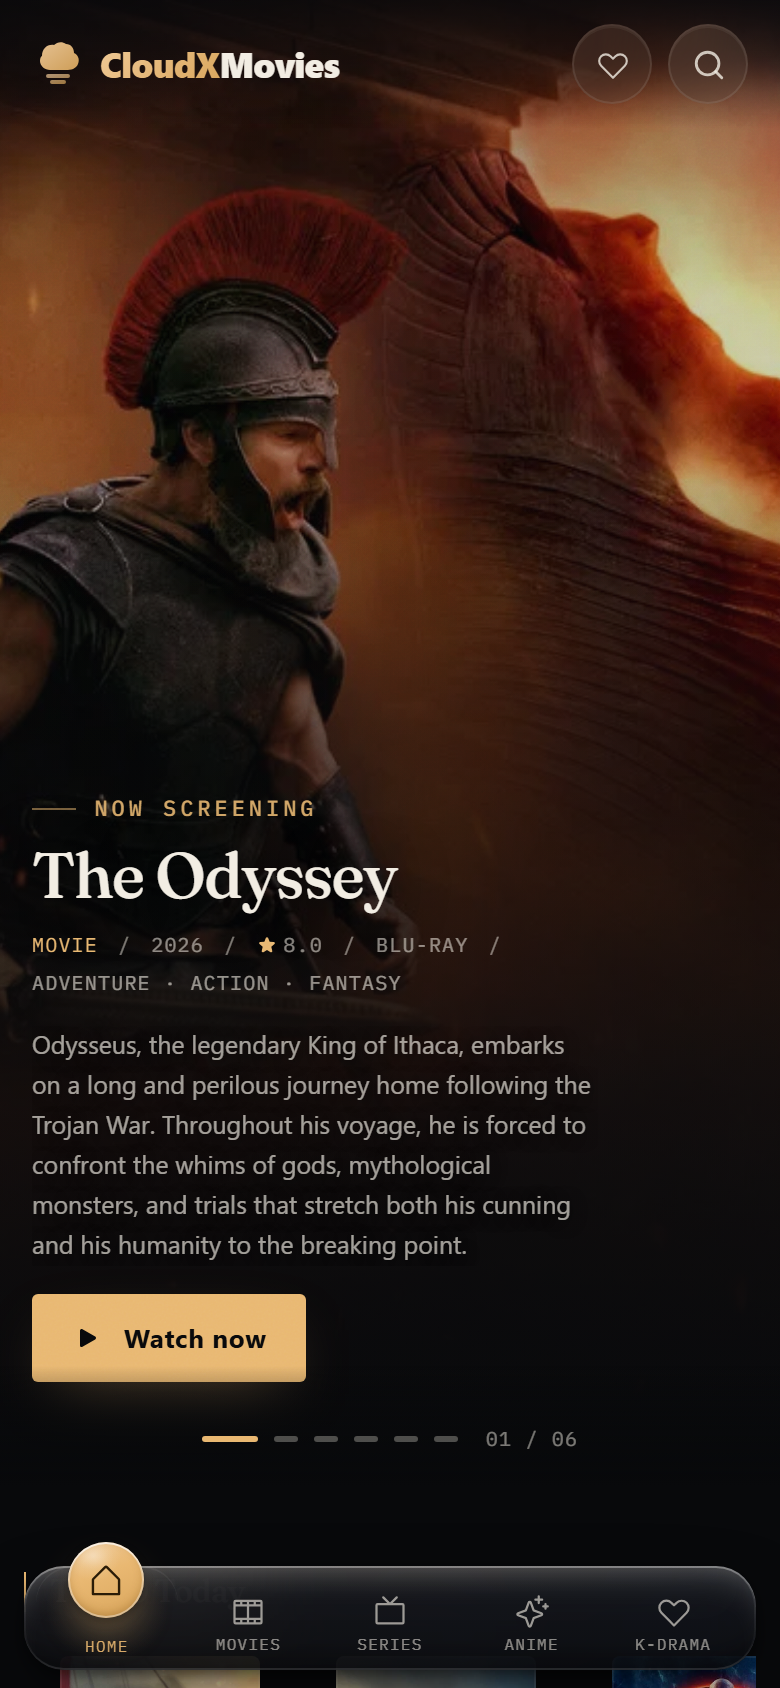 CloudXMovies
NOW SCREENING
The Odyssey
MOVIE / 2026 / 8.0 / BLU-RAY /
ADVENTURE · ACTION · FANTASY
Odysseus, the legendary King of Ithaca, embarks
on a long and perilous journey home following the
Trojan War. Throughout his voyage, he is forced to
confront the whims of gods, mythological
monsters, and trials that stretch both his cunning
and his humanity to the breaking point.
Watch now
01 / 06
Today
HOME MOVIES SERIES ANIME K-DRAMA